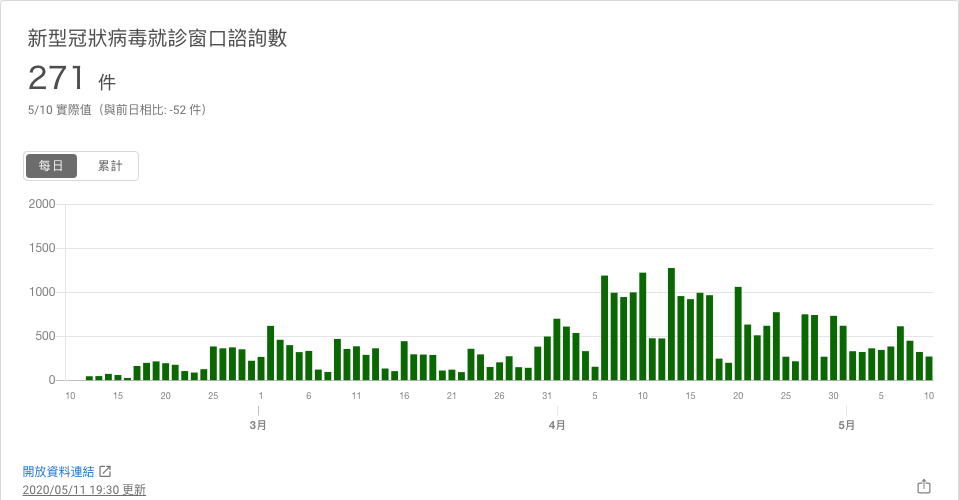 新型冠狀病毒就診窗口諮詢數
271 件
5/10 實際值（與前日相比: -52 件）
每日 累計
2000
1500
1000
500
0
10 15 20 25 1 6 11 16 21 26 31 5 10 15 20 25 30 5 10
3月 4月 5月
開放資料連結
2020/05/11 19:30 更新